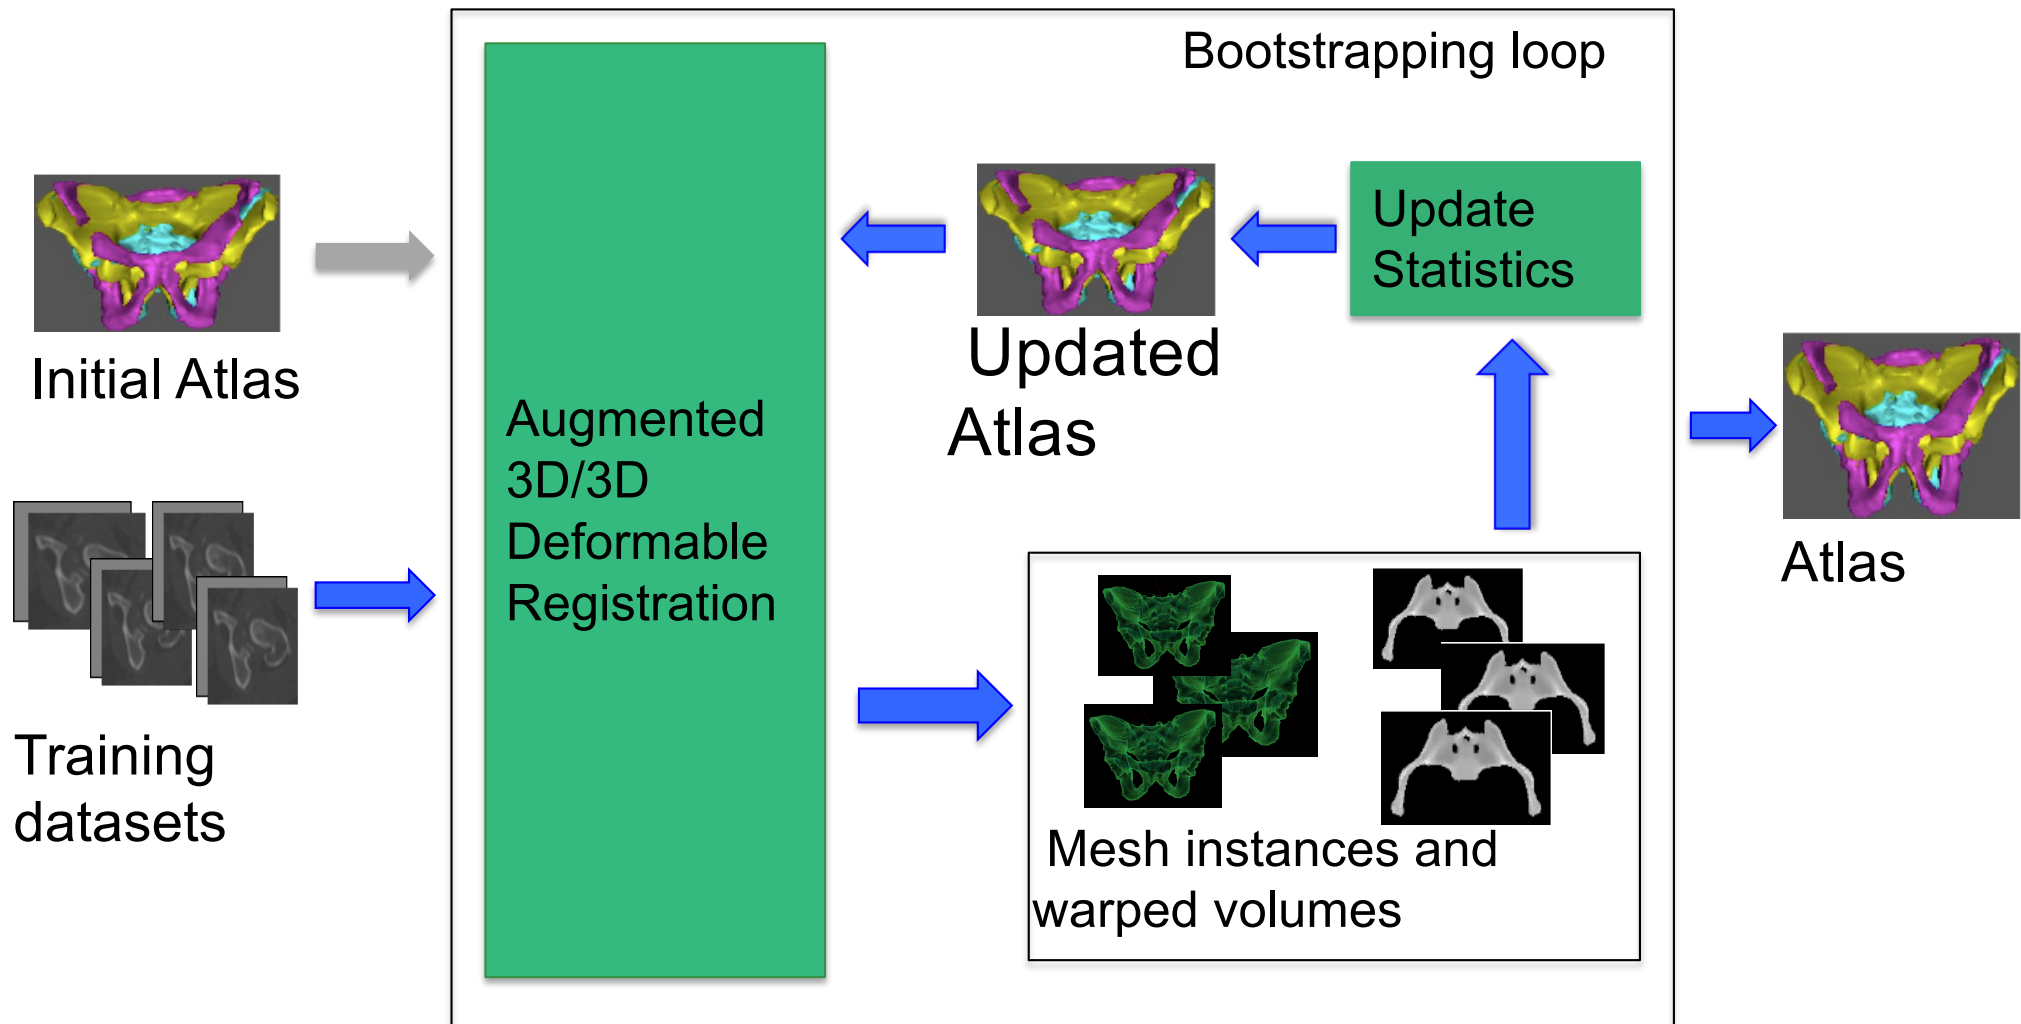 Bootstrapping loop
Initial Atlas
Training
datasets
Augmented
3D/3D
Deformable
Registration
Updated
Atlas
Update
Statistics
Mesh instances and
warped volumes
Atlas